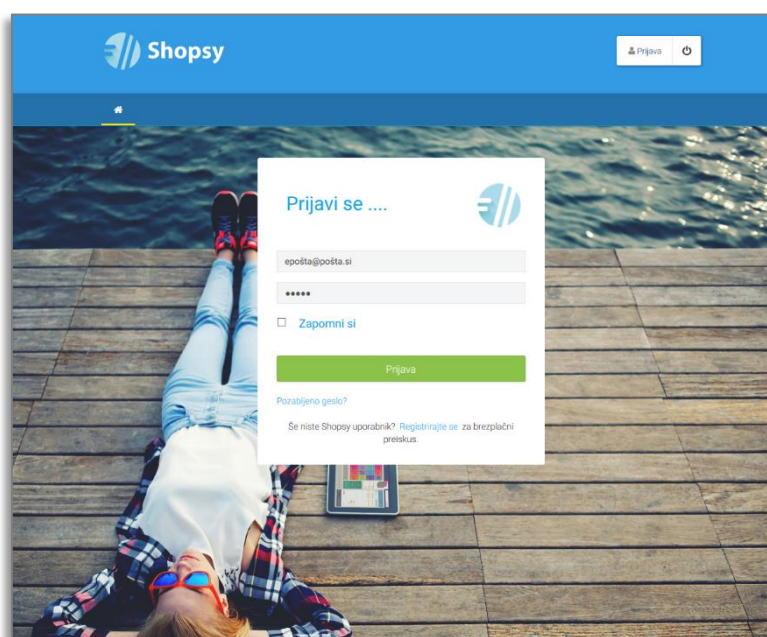 Shopsy
Prijava
Prijavi se ....
epošta@pošta.si
•••••
Zapomni si
Prijava
Pozabljeno geslo?
Še niste Shopsy uporabnik? Registrirajte se za brezplačni
preiskus.